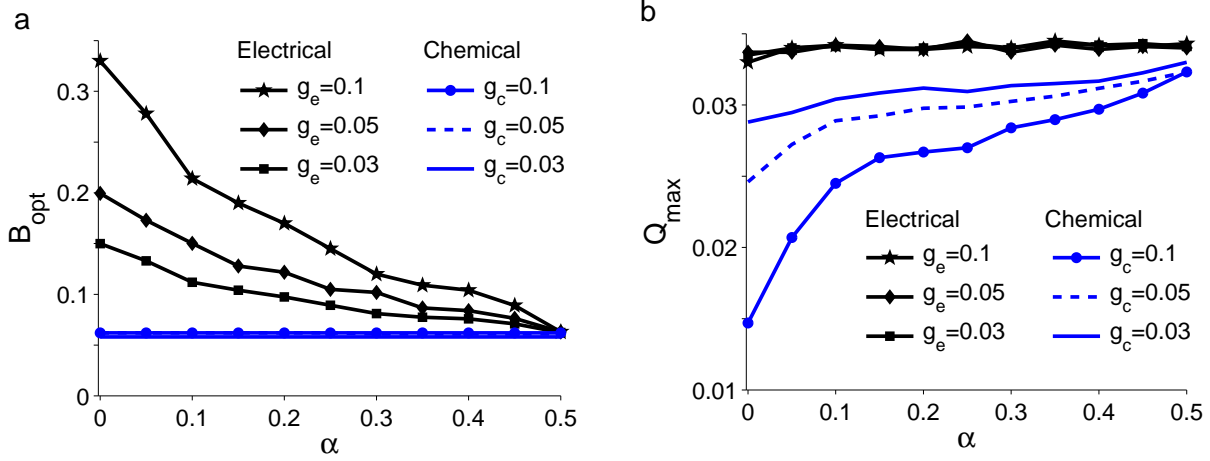 a
B_opt
0.3
0.2
0.1
0
Electrical Chemical
g_e=0.1 g_c=0.1
g_e=0.05 g_c=0.05
g_e=0.03 g_c=0.03
0 0.1 0.2 0.3 0.4 0.5
α
b
Q_max
0.03
0.02
0.01
Electrical Chemical
g_e=0.1 g_c=0.1
g_e=0.05 g_c=0.05
g_e=0.03 g_c=0.03
0 0.1 0.2 0.3 0.4 0.5
α